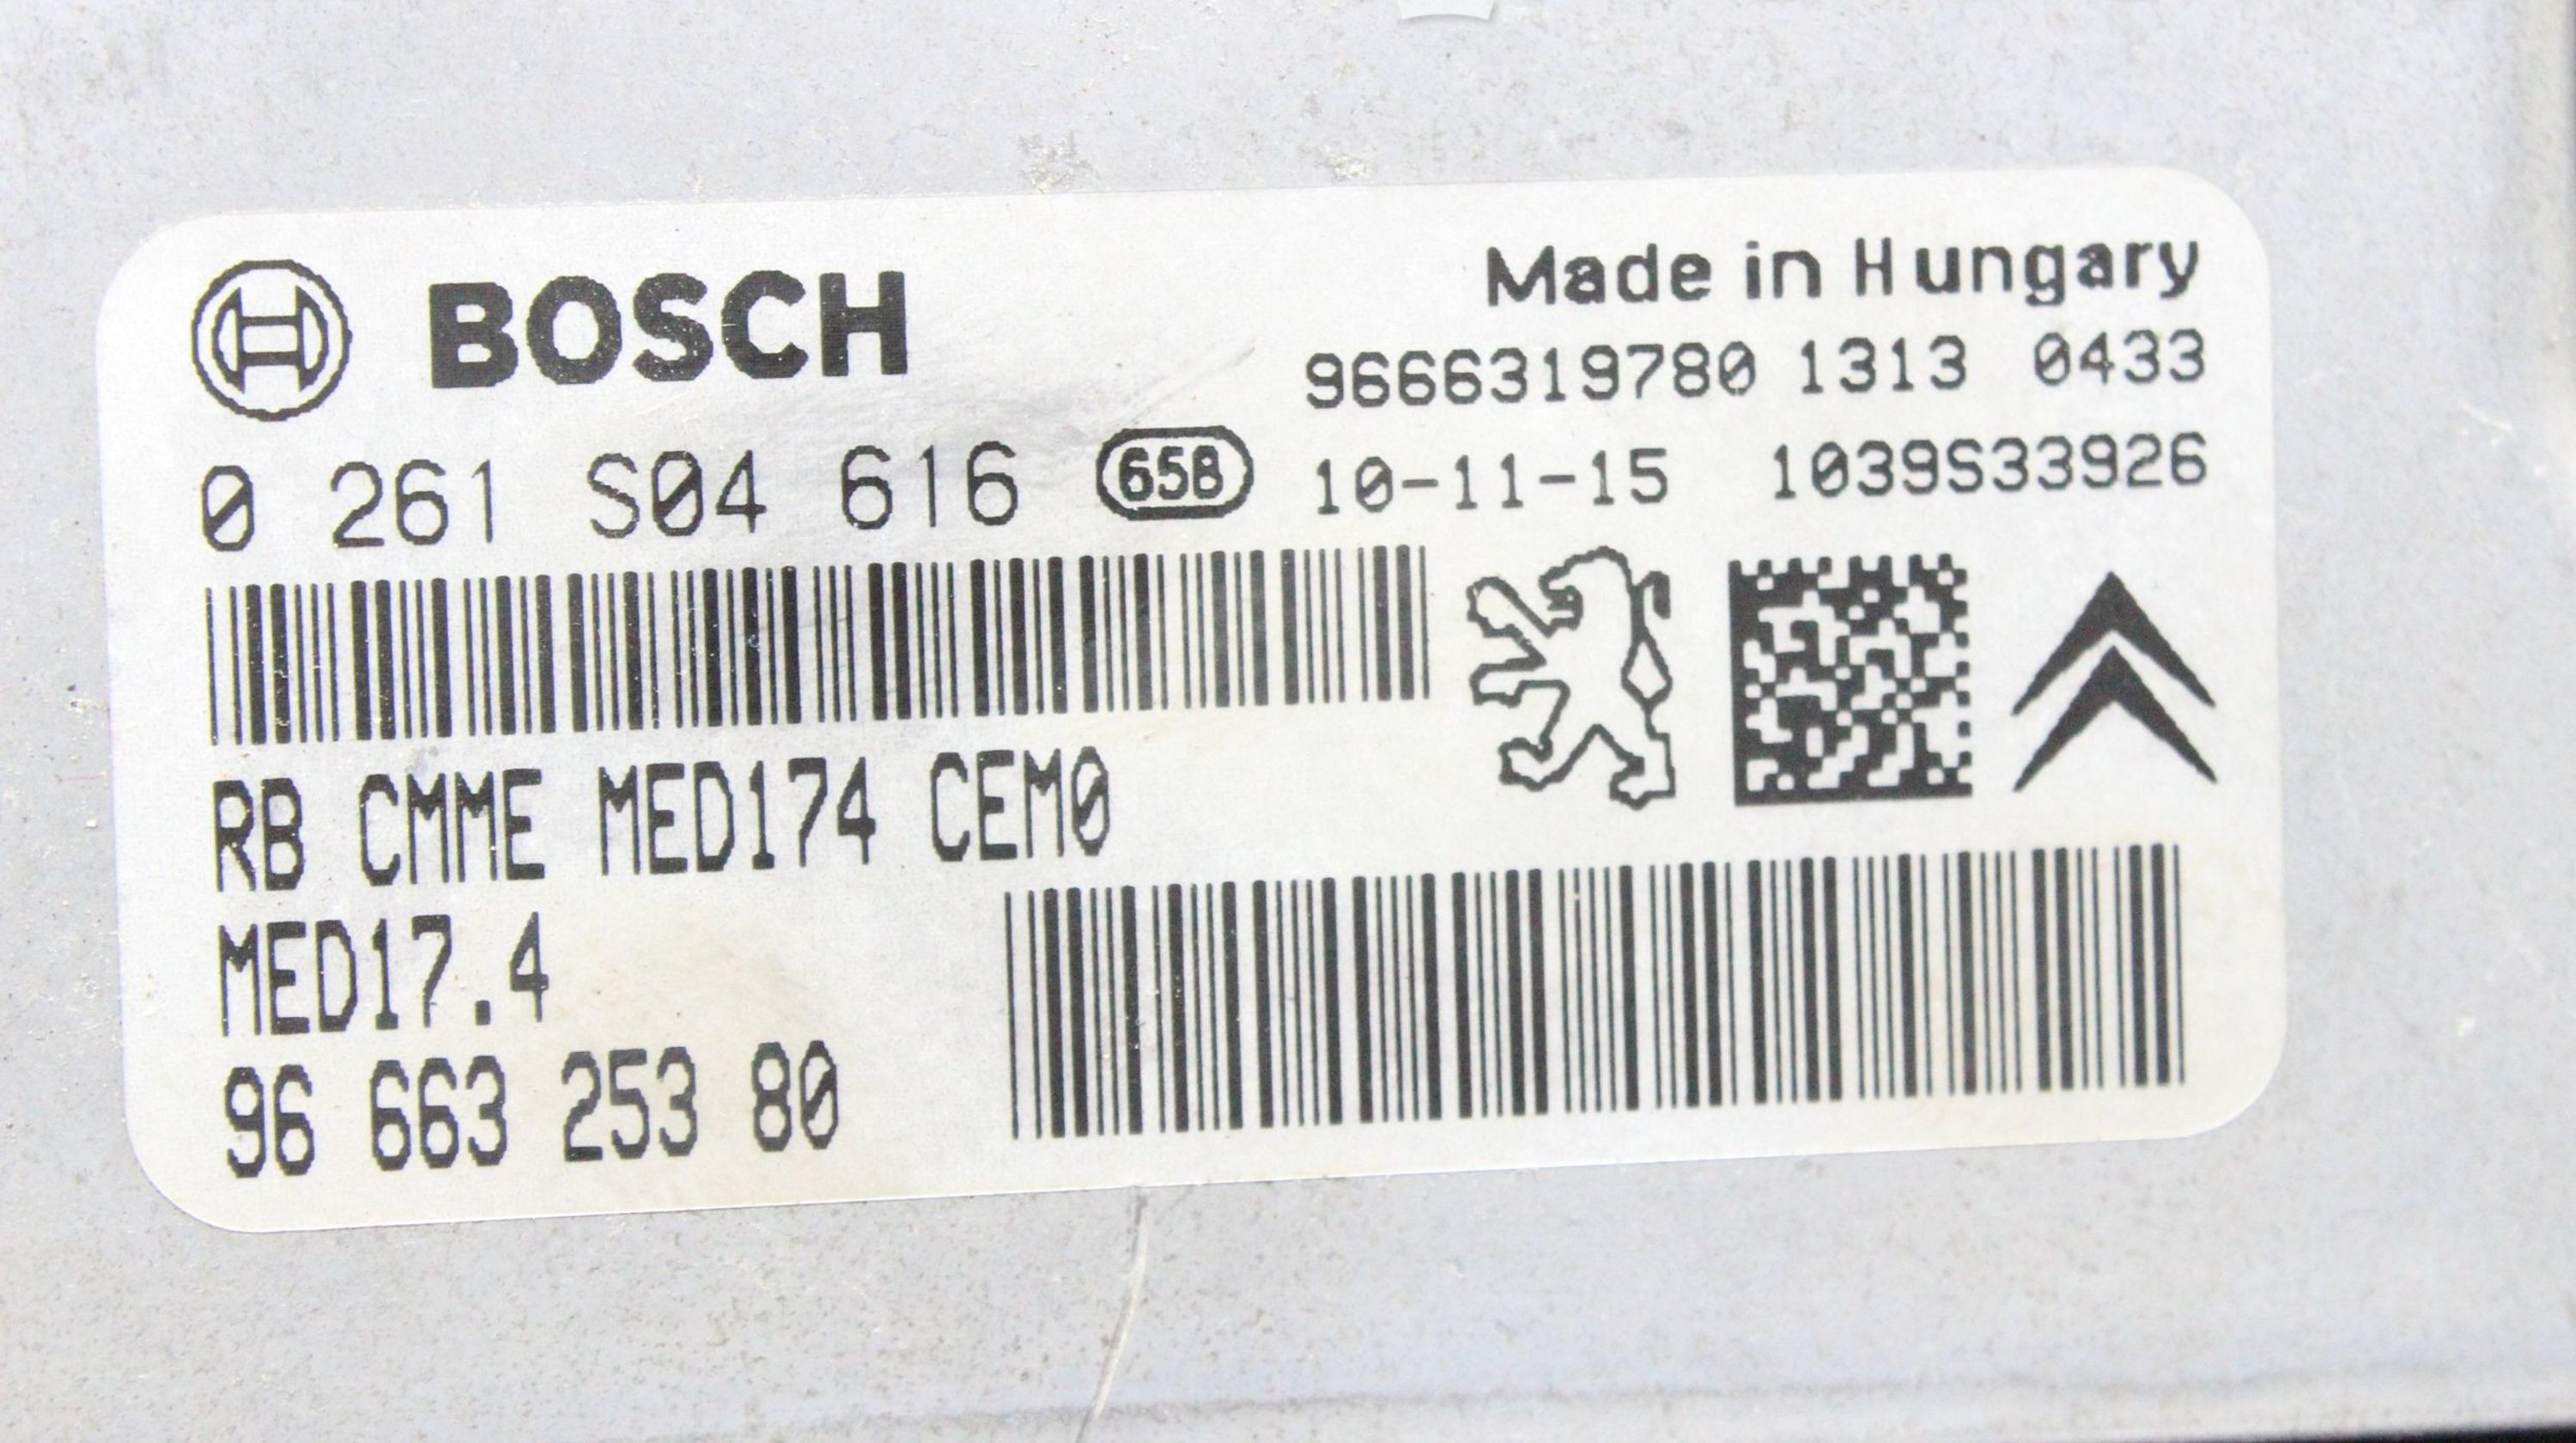 BOSCH
Made in Hungary
9666319780 1313 0433
0 261 S04 616 65B 10-11-15 1039S33926
RB CMME MED174 CEM0
MED17.4
96 663 253 80